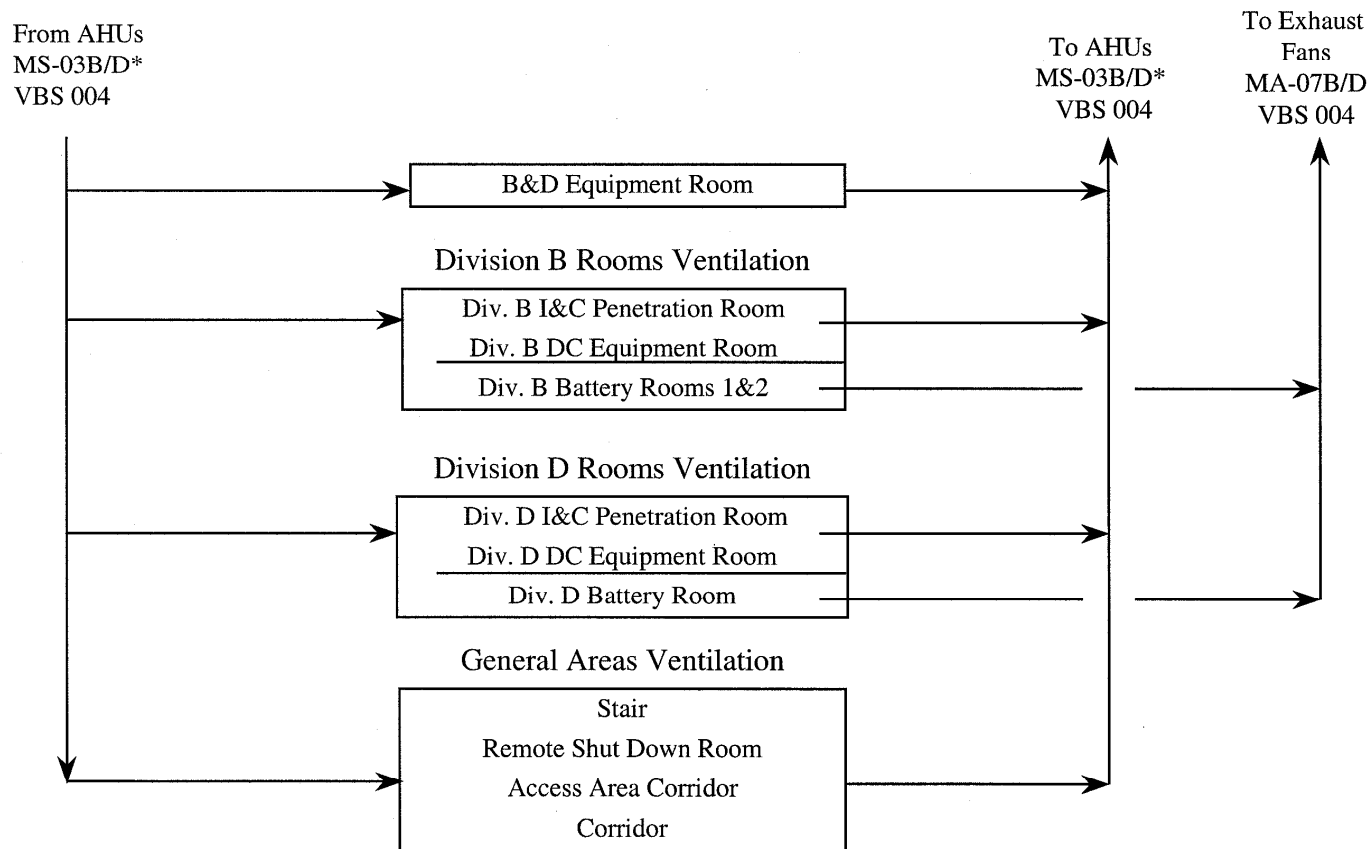 From AHUs
MS-03B/D*
VBS 004
To AHUs
MS-03B/D*
VBS 004
To Exhaust
Fans
MA-07B/D
VBS 004
B&D Equipment Room
Division B Rooms Ventilation
Div. B I&C Penetration Room
Div. B DC Equipment Room
Div. B Battery Rooms 1&2
Division D Rooms Ventilation
Div. D I&C Penetration Room
Div. D DC Equipment Room
Div. D Battery Room
General Areas Ventilation
Stair
Remote Shut Down Room
Access Area Corridor
Corridor